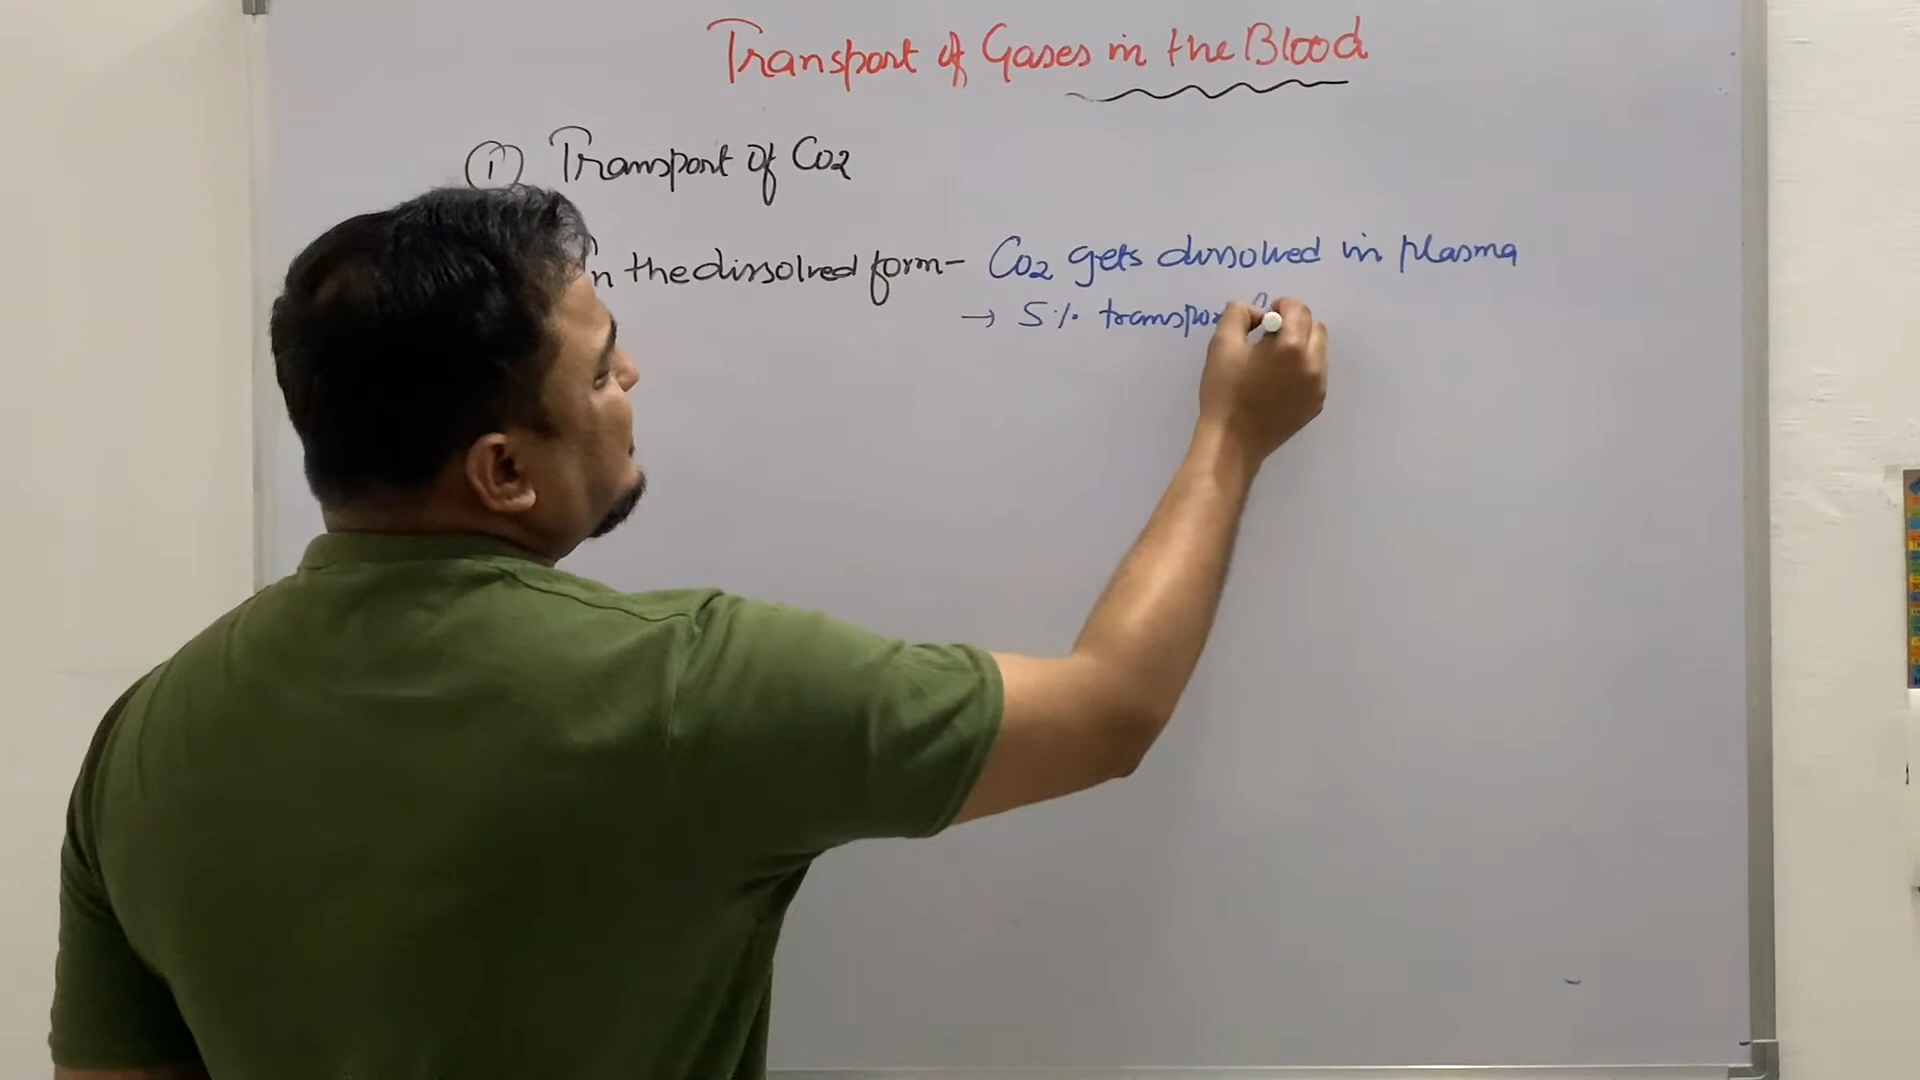 Transport of Gases in the Blood
① Transport of Co2
n the dissolved form - Co2 gets dissolved in plasma
→ 5% transpor